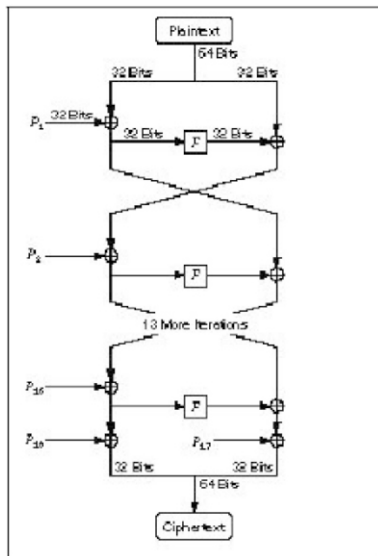 Plaintext
64 Bits
32 Bits 32 Bits
P1 32 Bits
32 Bits F 32 Bits
P2
F
13 More Iterations
P16
F
P18 P17
32 Bits 32 Bits
64 Bits
Ciphertext